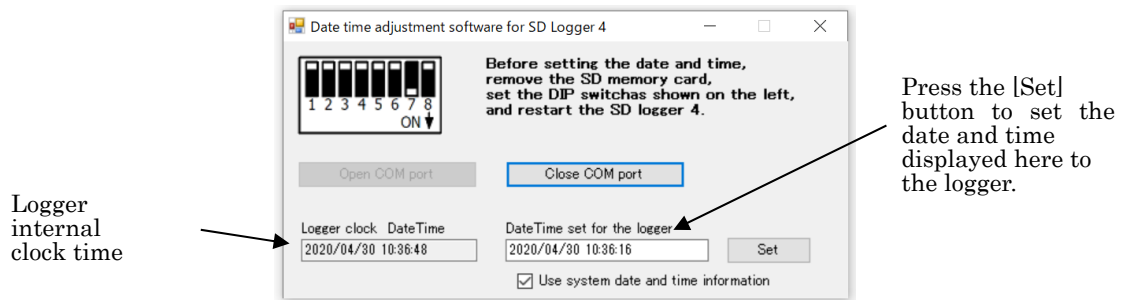 Date time adjustment software for SD Logger 4
Before setting the date and time,
remove the SD memory card,
set the DIP switchas shown on the left,
and restart the SD logger 4.
1 2 3 4 5 6 7 8
ON
Open COM port
Close COM port
Logger clock DateTime
2020/04/30 10:36:48
DateTime set for the logger
2020/04/30 10:36:16
Set
Use system date and time information
Logger
internal
clock time
Press the [Set]
button to set the
date and time
displayed here to
the logger.